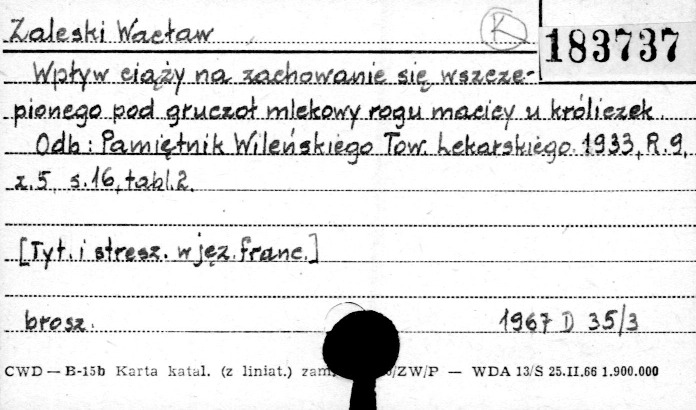 Zaleski Wacław
K
183737
Wpływ ciąży na zachowanie się wszcze-
pionego pod gruczoł mlekowy rogu macicy u króliczek.
Odb: Pamiętnik Wileńskiego Tow. Lekarskiego 1933, R.9,
z.5, s.16, tabl.2.
[Tyt. i stresz. w jęz. franc.]
brosz. 1967 D 35/3
CWD — B-15b Karta katal. (z liniat.) zam. /ZW/P — WDA 13/S 25.II.66 1.900.000